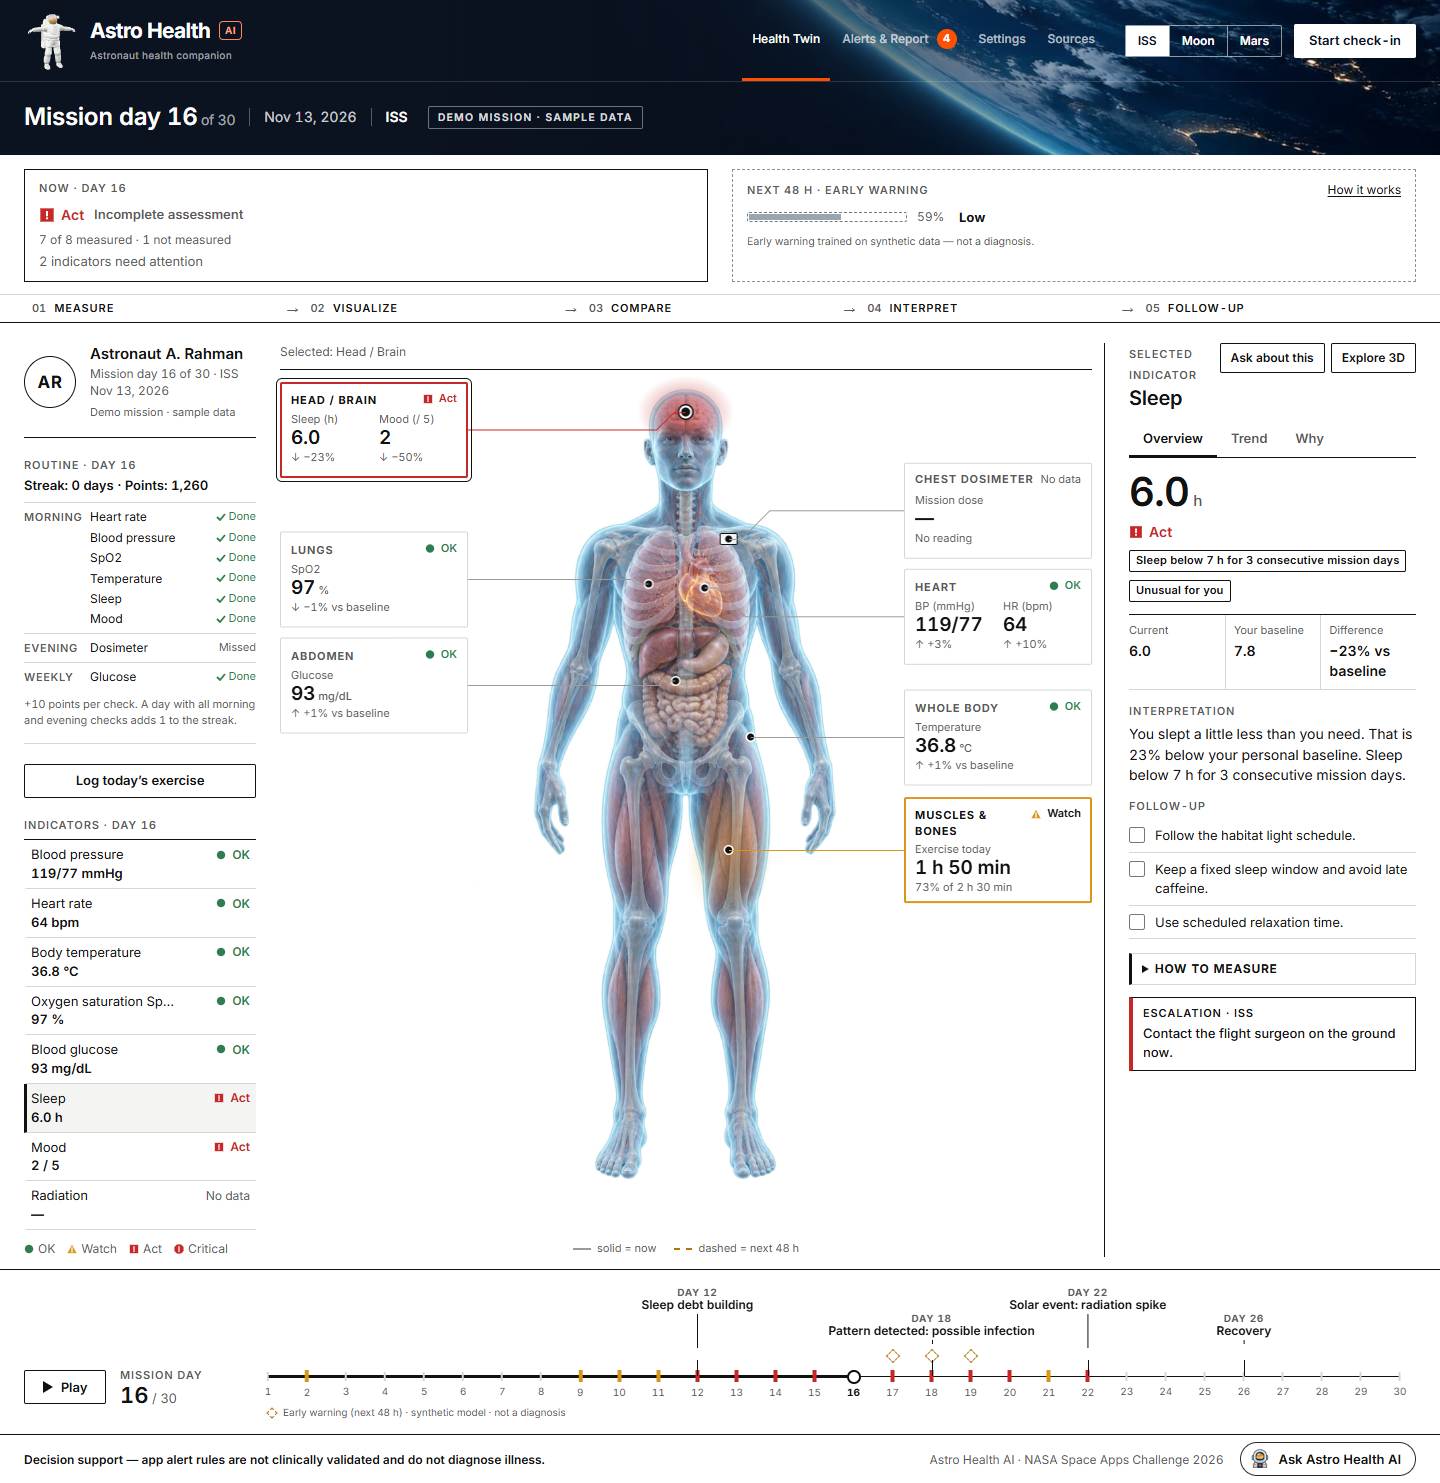 Astro Health AI
Astronaut health companion
Health Twin
Alerts & Report 4
Settings
Sources
ISS
Moon
Mars
Start check-in
Mission day 16 of 30
Nov 13, 2026
ISS
DEMO MISSION · SAMPLE DATA
NOW · DAY 16
Act Incomplete assessment
7 of 8 measured · 1 not measured
2 indicators need attention
NEXT 48 H · EARLY WARNING
How it works
59% Low
Early warning trained on synthetic data — not a diagnosis.
01 MEASURE
→ 02 VISUALIZE
→ 03 COMPARE
→ 04 INTERPRET
→ 05 FOLLOW-UP
AR
Astronaut A. Rahman
Mission day 16 of 30 · ISS
Nov 13, 2026
Demo mission · sample data
ROUTINE · DAY 16
Streak: 0 days · Points: 1,260
MORNING Heart rate Done
Blood pressure Done
SpO2 Done
Temperature Done
Sleep Done
Mood Done
EVENING Dosimeter Missed
WEEKLY Glucose Done
+10 points per check. A day with all morning
and evening checks adds 1 to the streak.
Log today's exercise
INDICATORS · DAY 16
Blood pressure OK
119/77 mmHg
Heart rate OK
64 bpm
Body temperature OK
36.8 °C
Oxygen saturation Sp... OK
97 %
Blood glucose OK
93 mg/dL
Sleep Act
6.0 h
Mood Act
2 / 5
Radiation No data
—
OK Watch Act Critical
Selected: Head / Brain
HEAD / BRAIN Act
Sleep (h) Mood (/ 5)
6.0 2
↓ −23% ↓ −50%
LUNGS OK
SpO2
97 %
↓ −1% vs baseline
ABDOMEN OK
Glucose
93 mg/dL
↑ +1% vs baseline
CHEST DOSIMETER No data
Mission dose
—
No reading
HEART OK
BP (mmHg) HR (bpm)
119/77 64
↑ +3% ↑ +10%
WHOLE BODY OK
Temperature
36.8 °C
↑ +1% vs baseline
MUSCLES & Watch
BONES
Exercise today
1 h 50 min
73% of 2 h 30 min
solid = now
dashed = next 48 h
SELECTED
INDICATOR
Sleep
Ask about this
Explore 3D
Overview Trend Why
6.0 h
Act
Sleep below 7 h for 3 consecutive mission days
Unusual for you
Current Your baseline Difference
6.0 7.8 −23% vs
baseline
INTERPRETATION
You slept a little less than you need. That is
23% below your personal baseline. Sleep
below 7 h for 3 consecutive mission days.
FOLLOW-UP
Follow the habitat light schedule.
Keep a fixed sleep window and avoid late
caffeine.
Use scheduled relaxation time.
HOW TO MEASURE
ESCALATION · ISS
Contact the flight surgeon on the ground
now.
Play
MISSION DAY
16 / 30
DAY 12
Sleep debt building
DAY 18
Pattern detected: possible infection
DAY 22
Solar event: radiation spike
DAY 26
Recovery
1 2 3 4 5 6 7 8 9 10 11 12 13 14 15 16 17 18 19 20 21 22 23 24 25 26 27 28 29 30
Early warning (next 48 h) · synthetic model · not a diagnosis
Decision support — app alert rules are not clinically validated and do not diagnose illness.
Astro Health AI · NASA Space Apps Challenge 2026
Ask Astro Health AI